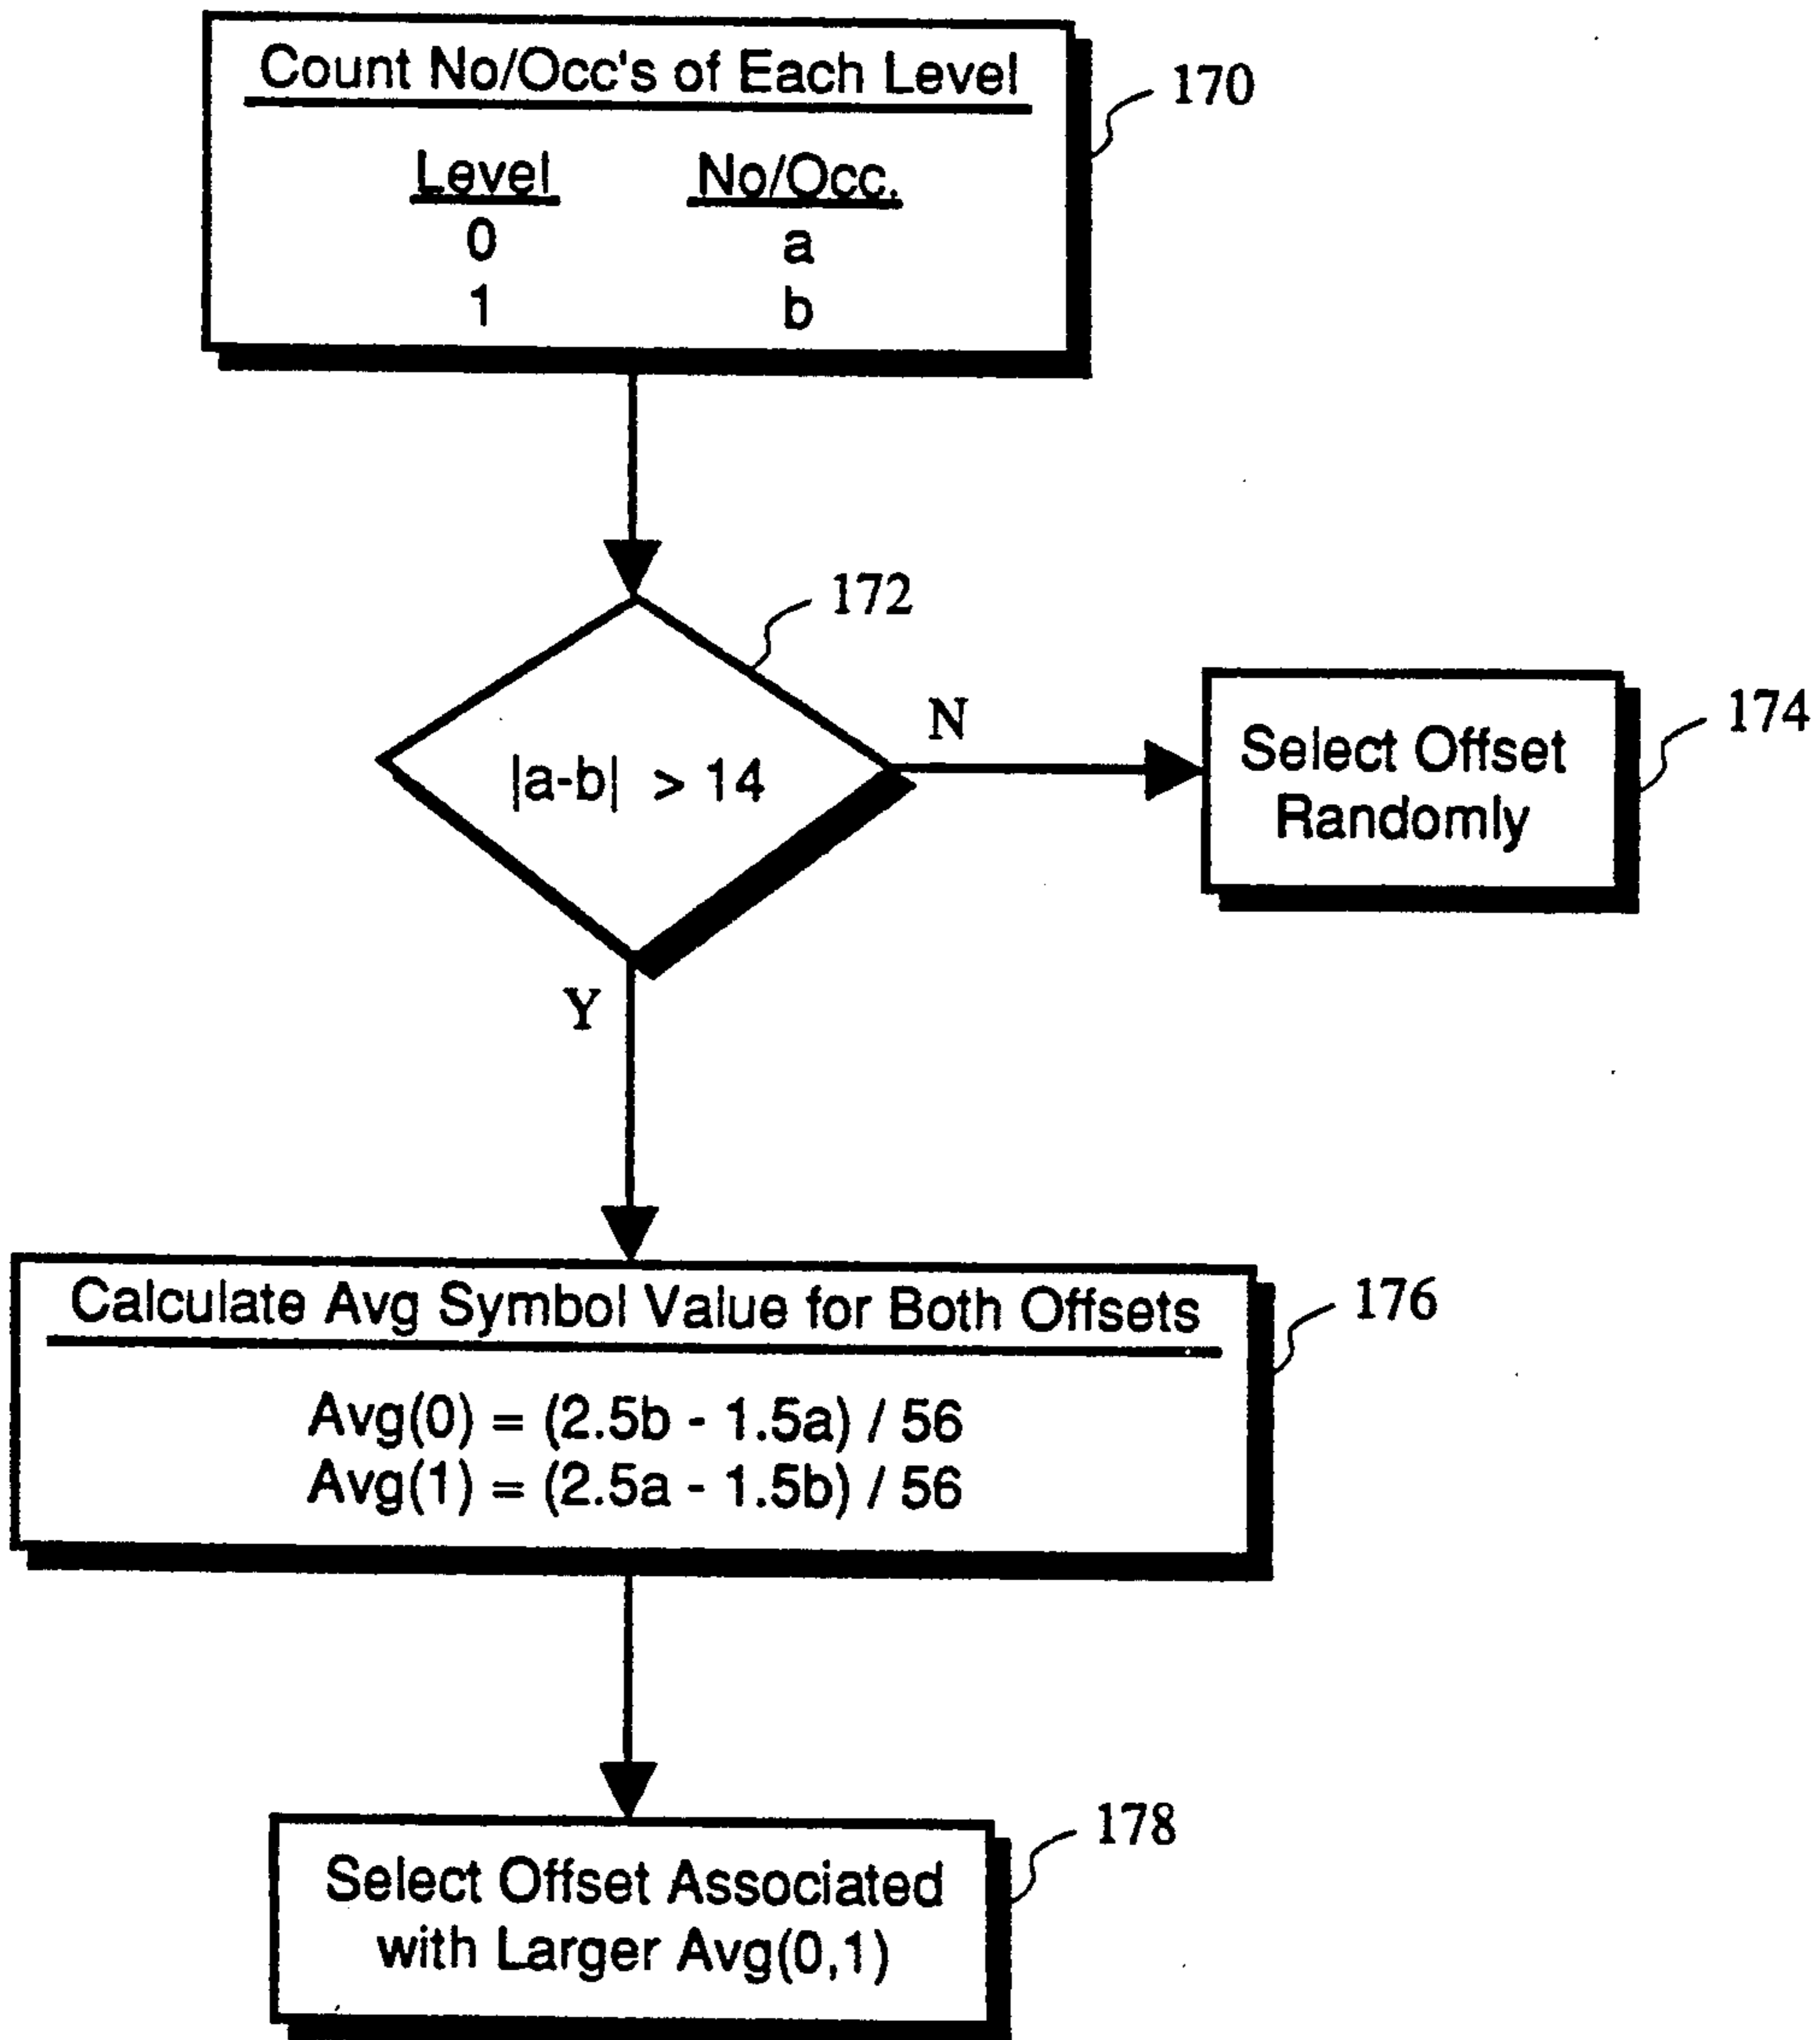 Count No/Occ's of Each Level
170
Level No/Occ.
0 a
1 b
172
|a-b| > 14
N
Select Offset
Randomly
174
Y
Calculate Avg Symbol Value for Both Offsets
176
Avg(0) = (2.5b - 1.5a) / 56
Avg(1) = (2.5a - 1.5b) / 56
Select Offset Associated
with Larger Avg(0,1)
178